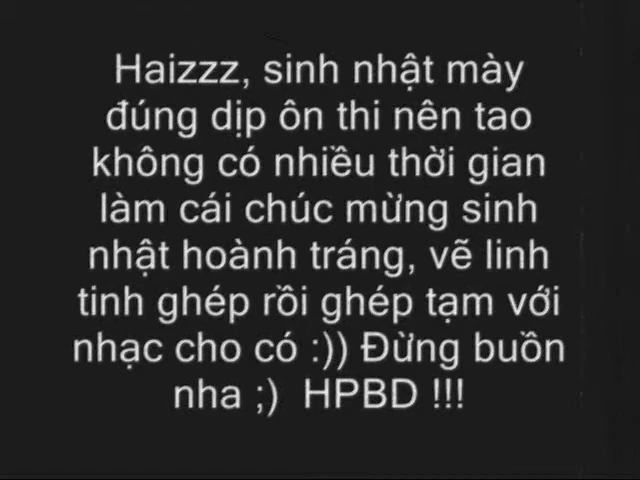 Haizzz, sinh nhật mày
đúng dịp ôn thi nên tao
không có nhiều thời gian
làm cái chúc mừng sinh
nhật hoành tráng, vẽ linh
tinh ghép rồi ghép tạm với
nhạc cho có :)) Đừng buồn
nha ;)  HPBD !!!